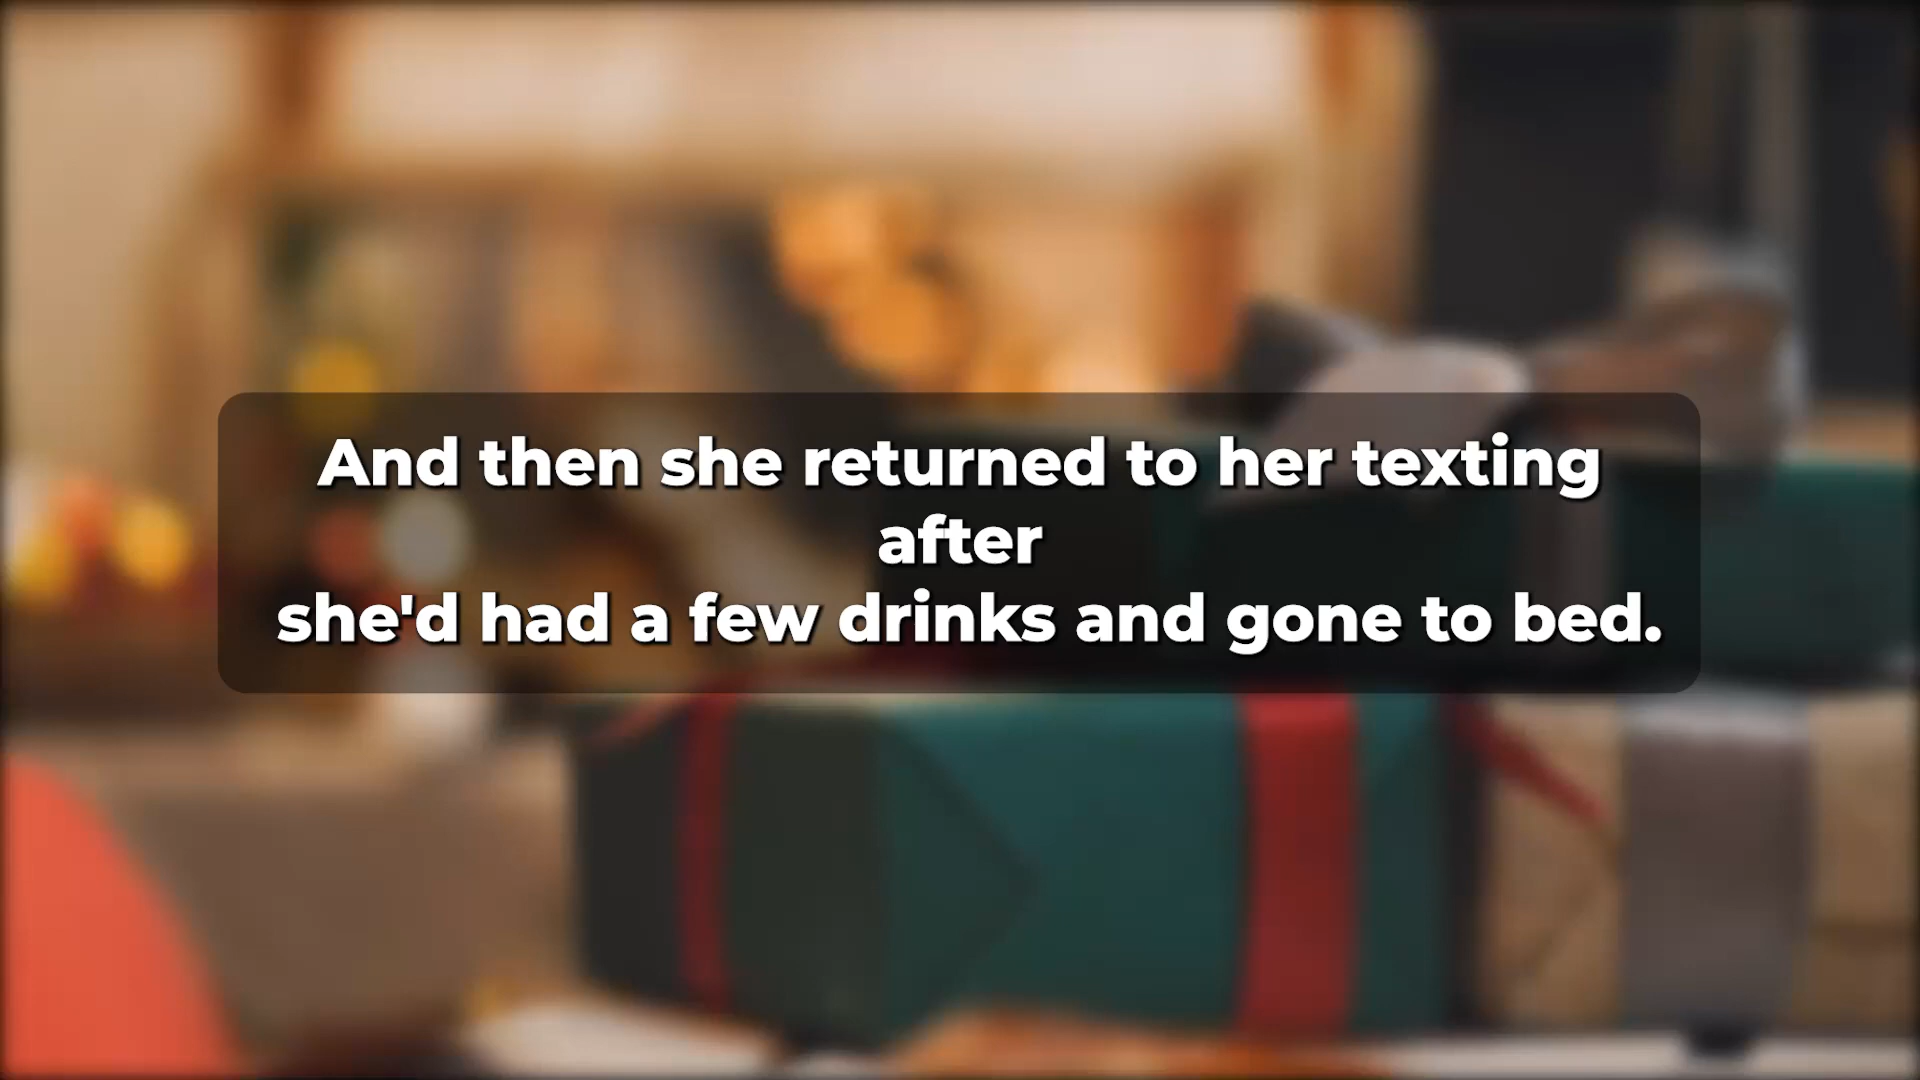 And then she returned to her texting
after
she'd had a few drinks and gone to bed.